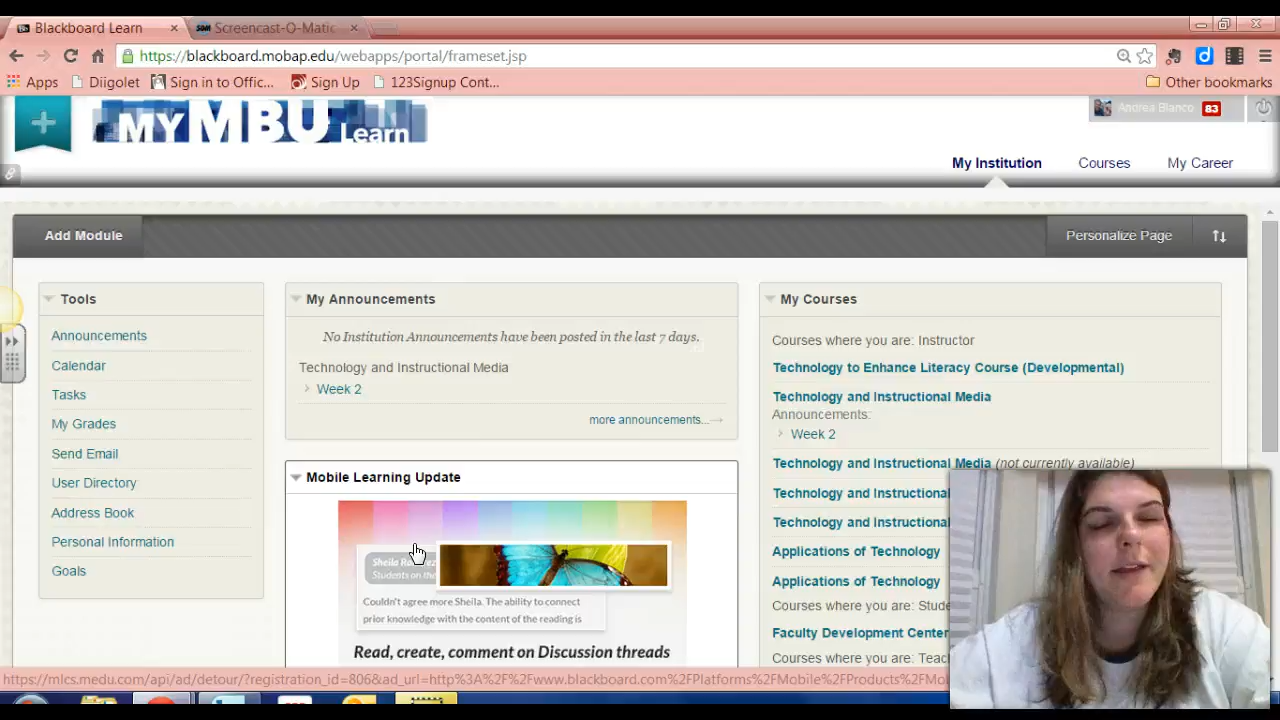 Blackboard Learn
Screencast-O-Matic
https://blackboard.mobap.edu/webapps/portal/frameset.jsp
Apps
Diigolet
Sign in to Offic...
Sign Up
123Signup Cont...
Other bookmarks
MY MBU Learn
Andrea Bianco
83
My Institution
Courses
My Career
Add Module
Personalize Page
Tools
Announcements
Calendar
Tasks
My Grades
Send Email
User Directory
Address Book
Personal Information
Goals
My Announcements
No Institution Announcements have been posted in the last 7 days.
Technology and Instructional Media
Week 2
more announcements...
Mobile Learning Update
Students on the
Couldn't agree more Sheila. The ability to connect
prior knowledge with the content of the reading is
Read, create, comment on Discussion threads
My Courses
Courses where you are: Instructor
Technology to Enhance Literacy Course (Developmental)
Technology and Instructional Media
Announcements:
Week 2
Technology and Instructional Media (not currently available)
Technology and Instructional
Technology and Instructional
Applications of Technology
Applications of Technology
Courses where you are: Stude
Faculty Development Center
Courses where you are: Teac
https://mlcs.medu.com/api/ad/detour/?registration_id=806&ad_url=http%3A%2F%2Fwww.blackboard.com%2FPlatforms%2FMobile%2FProducts%2FMo